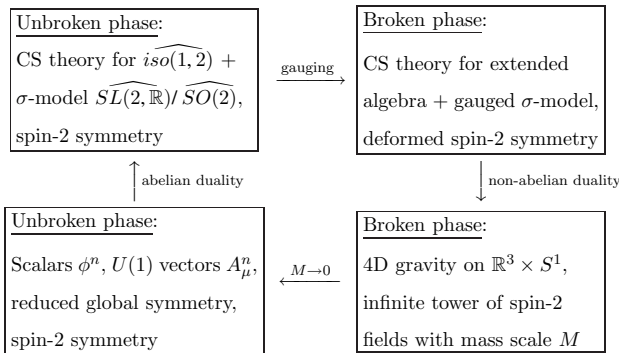 Unbroken phase:
CS theory for $\widehat{iso(1,2)}$ +
σ-model $\widehat{SL(2,\mathbb{R})}/\widehat{SO(2)}$,
spin-2 symmetry
gauging
Broken phase:
CS theory for extended
algebra + gauged σ-model,
deformed spin-2 symmetry
abelian duality
non-abelian duality
Unbroken phase:
Scalars $\phi^n$, $U(1)$ vectors $A^n_\mu$,
reduced global symmetry,
spin-2 symmetry
M→0
Broken phase:
4D gravity on $\mathbb{R}^3 \times S^1$,
infinite tower of spin-2
fields with mass scale $M$